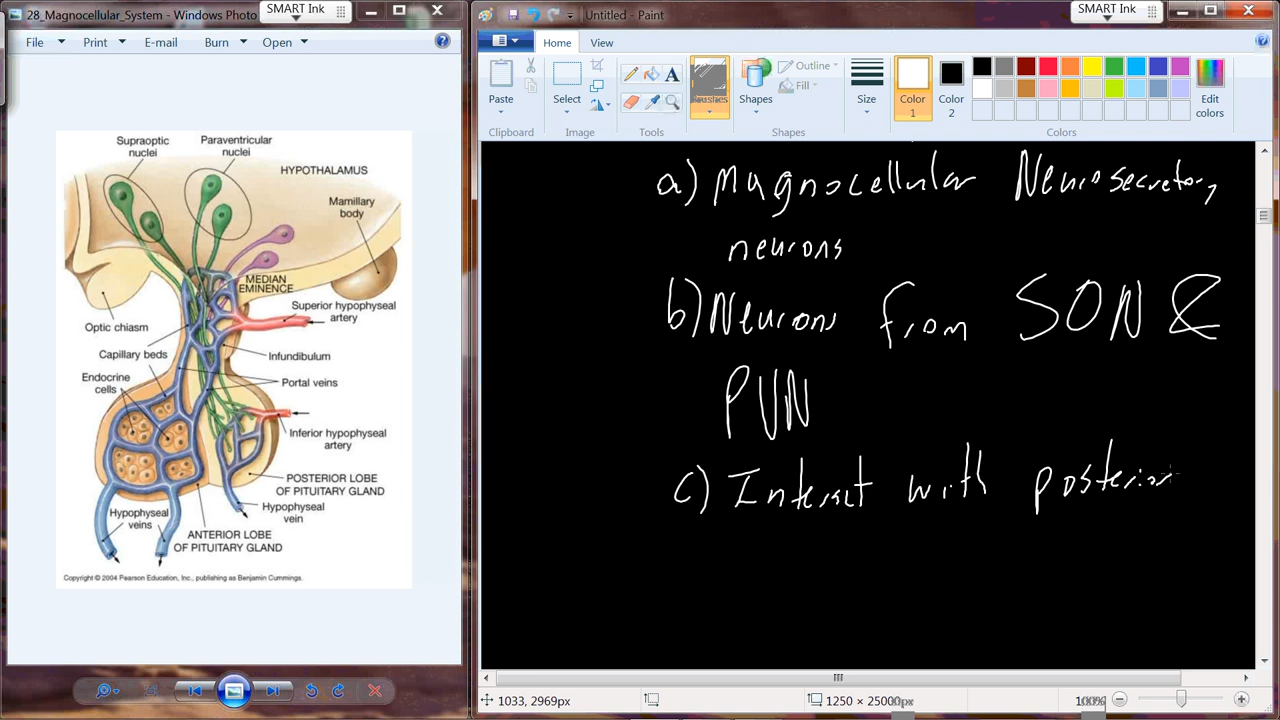 28_Magnocellular_System - Windows Photo
SMART Ink
File Print E-mail Burn Open
Supraoptic
nuclei
Paraventricular
nuclei
HYPOTHALAMUS
Mamillary
body
MEDIAN
EMINENCE
Superior hypophyseal
artery
Optic chiasm
Capillary beds
Infundibulum
Endocrine
cells
Portal veins
Inferior hypophyseal
artery
POSTERIOR LOBE
OF PITUITARY GLAND
Hypophyseal
veins
Hypophyseal
vein
ANTERIOR LOBE
OF PITUITARY GLAND
Copyright © 2004 Pearson Education, Inc., publishing as Benjamin Cummings.
Untitled - Paint
SMART Ink
Home View
Paste
Select
A
Brushes
Shapes
Outline
Fill
Size
Color
1
Color
2
Edit
colors
Clipboard Image Tools Shapes Colors
a) Magnocellular Neurosecretory
neurons
b) Neurons from SON &
PVN
c) Interact with posterior
1033, 2969px
1250 × 25000px
100%